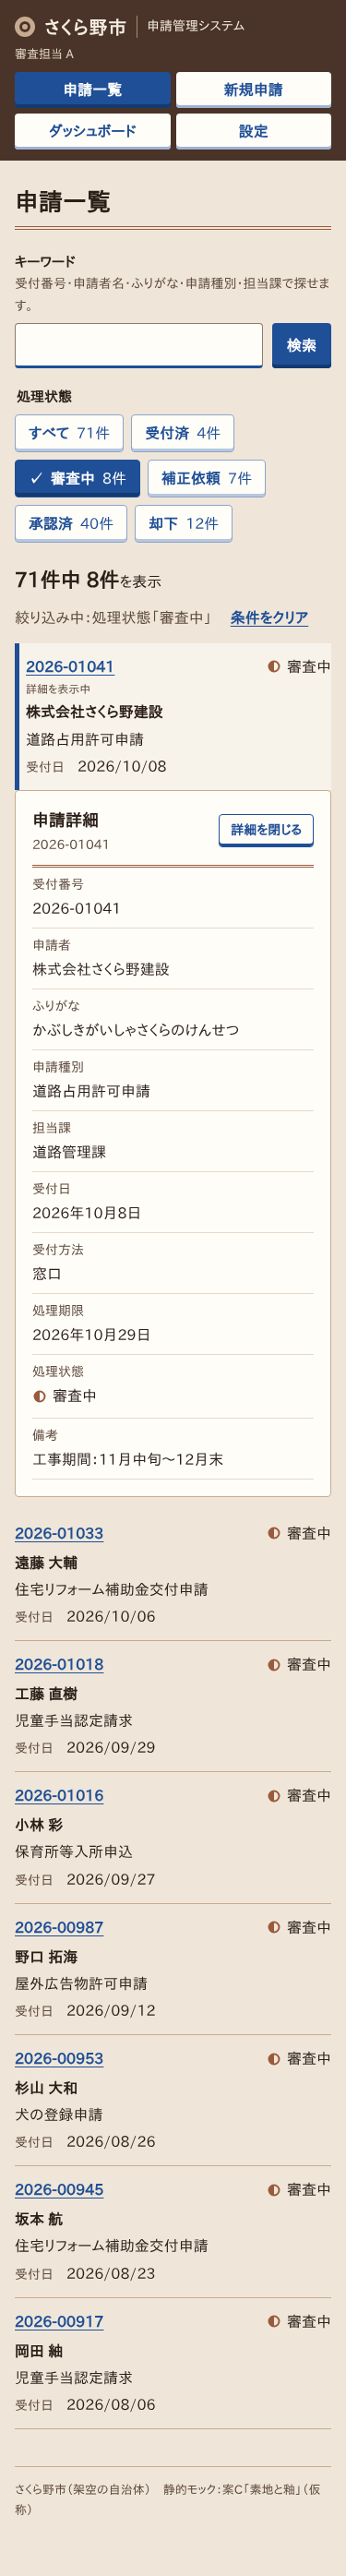 さくら野市 申請管理システム
審査担当 A
申請一覧 新規申請
ダッシュボード 設定
申請一覧
キーワード
受付番号・申請者名・ふりがな・申請種別・担当課で探せま
す。
検索
処理状態
すべて 71件 受付済 4件
✓ 審査中 8件 補正依頼 7件
承認済 40件 却下 12件
71件中 8件を表示
絞り込み中：処理状態「審査中」 条件をクリア
2026-01041 審査中
詳細を表示中
株式会社さくら野建設
道路占用許可申請
受付日 2026/10/08
申請詳細
2026-01041
詳細を閉じる
受付番号
2026-01041
申請者
株式会社さくら野建設
ふりがな
かぶしきがいしゃさくらのけんせつ
申請種別
道路占用許可申請
担当課
道路管理課
受付日
2026年10月8日
受付方法
窓口
処理期限
2026年10月29日
処理状態
審査中
備考
工事期間：11月中旬〜12月末
2026-01033 審査中
遠藤 大輔
住宅リフォーム補助金交付申請
受付日 2026/10/06
2026-01018 審査中
工藤 直樹
児童手当認定請求
受付日 2026/09/29
2026-01016 審査中
小林 彩
保育所等入所申込
受付日 2026/09/27
2026-00987 審査中
野口 拓海
屋外広告物許可申請
受付日 2026/09/12
2026-00953 審査中
杉山 大和
犬の登録申請
受付日 2026/08/26
2026-00945 審査中
坂本 航
住宅リフォーム補助金交付申請
受付日 2026/08/23
2026-00917 審査中
岡田 紬
児童手当認定請求
受付日 2026/08/06
さくら野市（架空の自治体） 静的モック：案C「素地と釉」（仮
称）